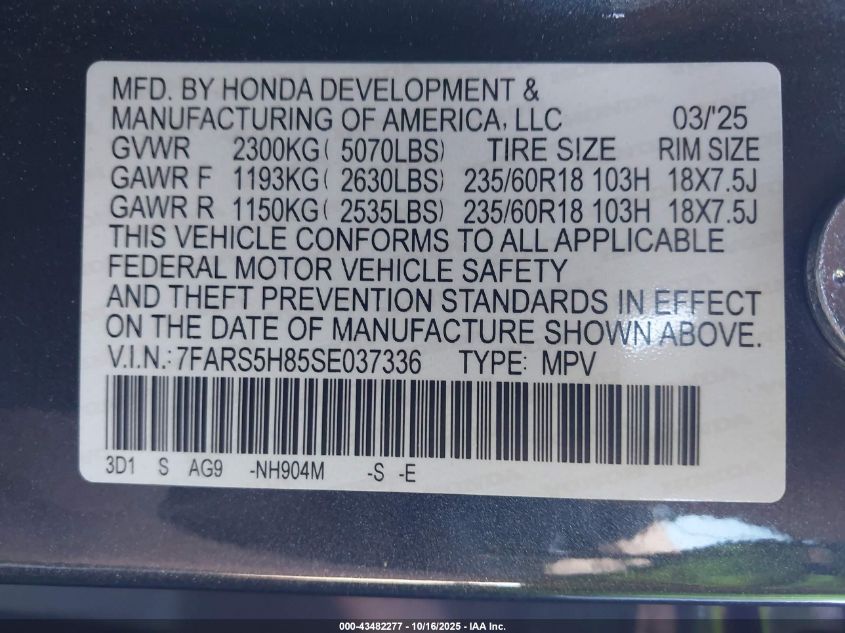 MFD. BY HONDA DEVELOPMENT &
MANUFACTURING OF AMERICA, LLC 03/'25
GVWR 2300KG( 5070LBS) TIRE SIZE RIM SIZE
GAWR F 1193KG( 2630LBS) 235/60R18 103H 18X7.5J
GAWR R 1150KG( 2535LBS) 235/60R18 103H 18X7.5J
THIS VEHICLE CONFORMS TO ALL APPLICABLE
FEDERAL MOTOR VEHICLE SAFETY
AND THEFT PREVENTION STANDARDS IN EFFECT
ON THE DATE OF MANUFACTURE SHOWN ABOVE.
V.I.N.: 7FARS5H85SE037336 TYPE: MPV
3D1 S AG9 -NH904M -S -E
000-43482277 - 10/16/2025 - IAA Inc.